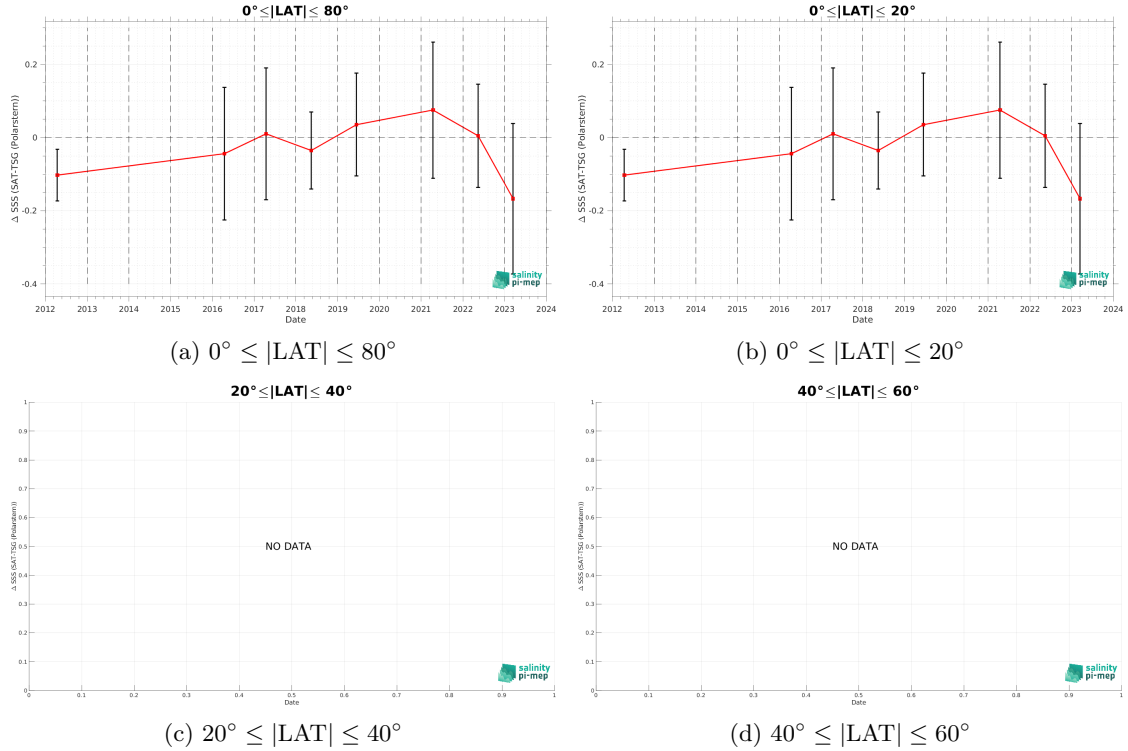 0°≤|LAT|≤ 80°
Δ SSS (SAT-TSG (Polarstern))
0.2
0
-0.2
-0.4
2012 2013 2014 2015 2016 2017 2018 2019 2020 2021 2022 2023 2024
Date
salinity
pi-mep
(a) 0° ≤ |LAT| ≤ 80°
0°≤|LAT|≤ 20°
Δ SSS (SAT-TSG (Polarstern))
0.2
0
-0.2
-0.4
2012 2013 2014 2015 2016 2017 2018 2019 2020 2021 2022 2023 2024
Date
salinity
pi-mep
(b) 0° ≤ |LAT| ≤ 20°
20°≤|LAT|≤ 40°
Δ SSS (SAT-TSG (Polarstern))
1
0.9
0.8
0.7
0.6
0.5
0.4
0.3
0.2
0.1
0
NO DATA
0 0.1 0.2 0.3 0.4 0.5 0.6 0.7 0.8 0.9 1
Date
salinity
pi-mep
(c) 20° ≤ |LAT| ≤ 40°
40°≤|LAT|≤ 60°
Δ SSS (SAT-TSG (Polarstern))
1
0.9
0.8
0.7
0.6
0.5
0.4
0.3
0.2
0.1
0
NO DATA
0 0.1 0.2 0.3 0.4 0.5 0.6 0.7 0.8 0.9 1
Date
salinity
pi-mep
(d) 40° ≤ |LAT| ≤ 60°